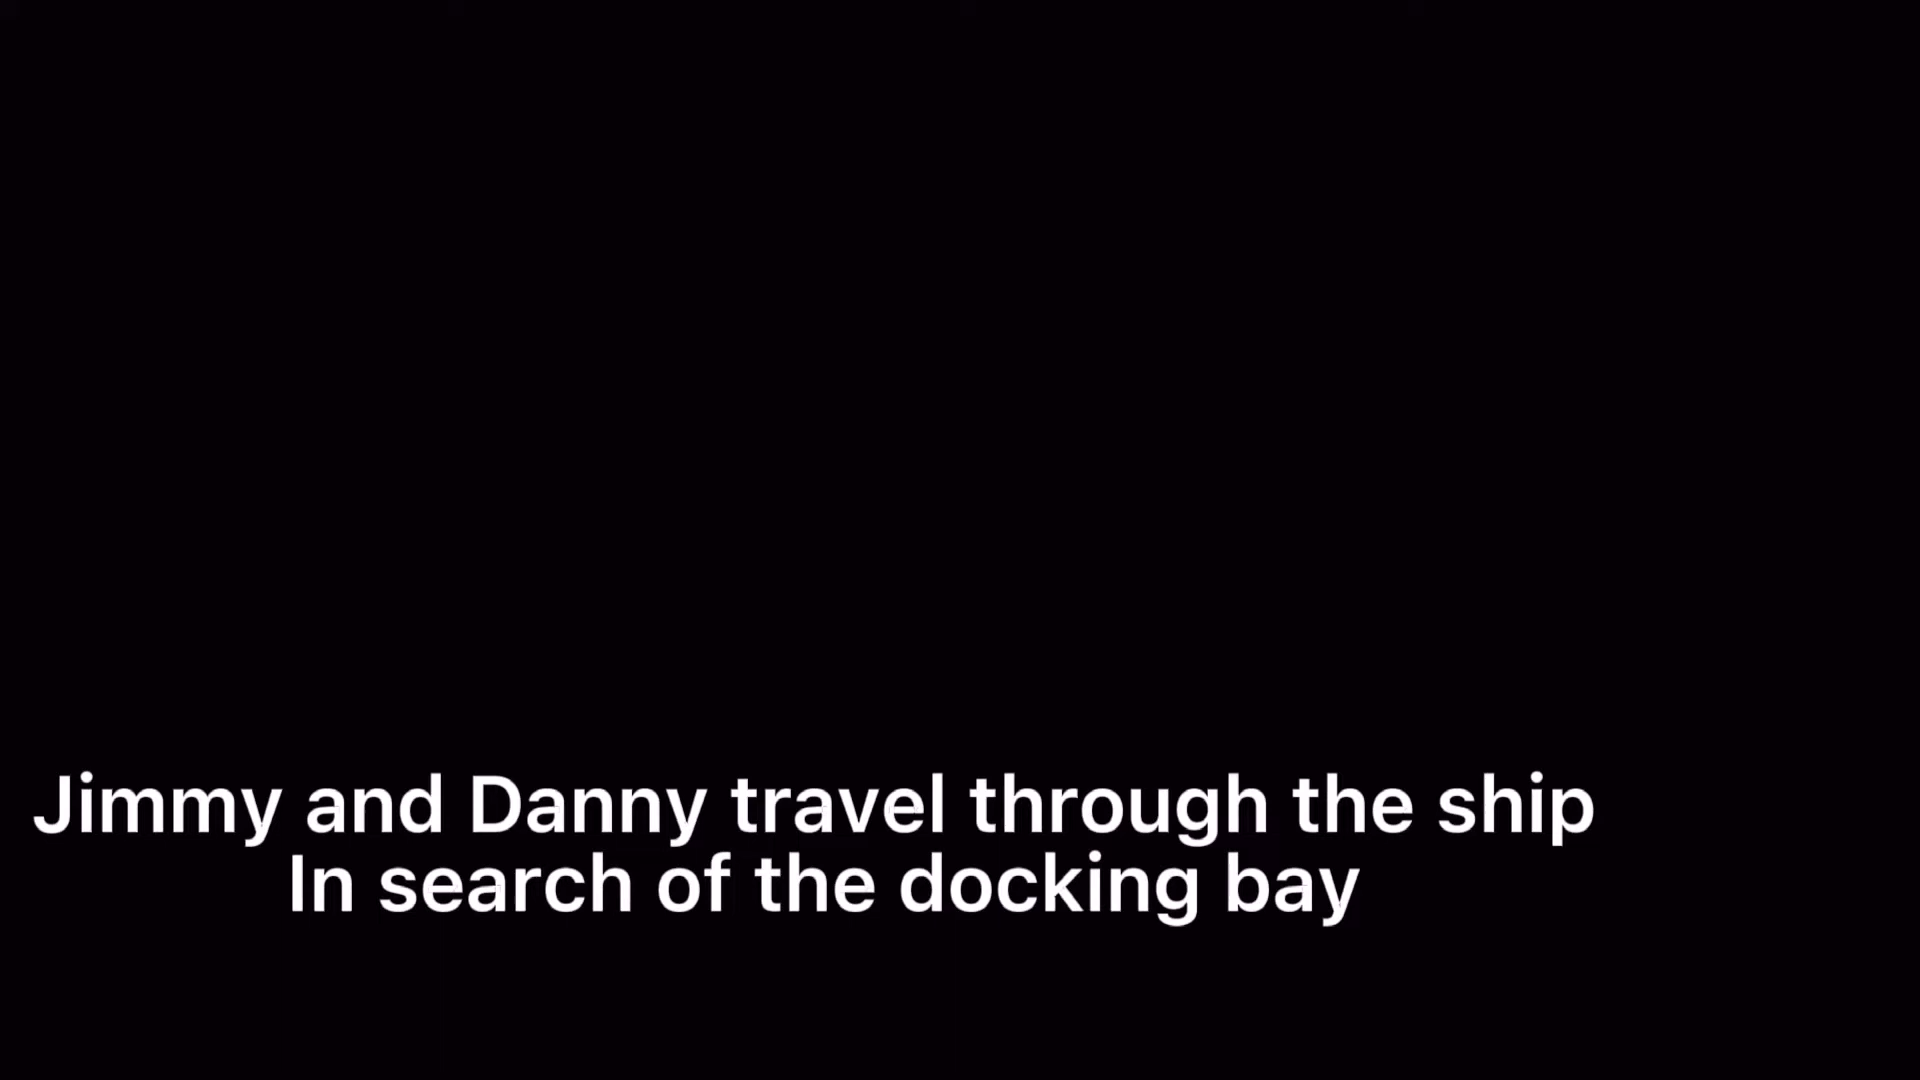 Jimmy and Danny travel through the ship
In search of the docking bay